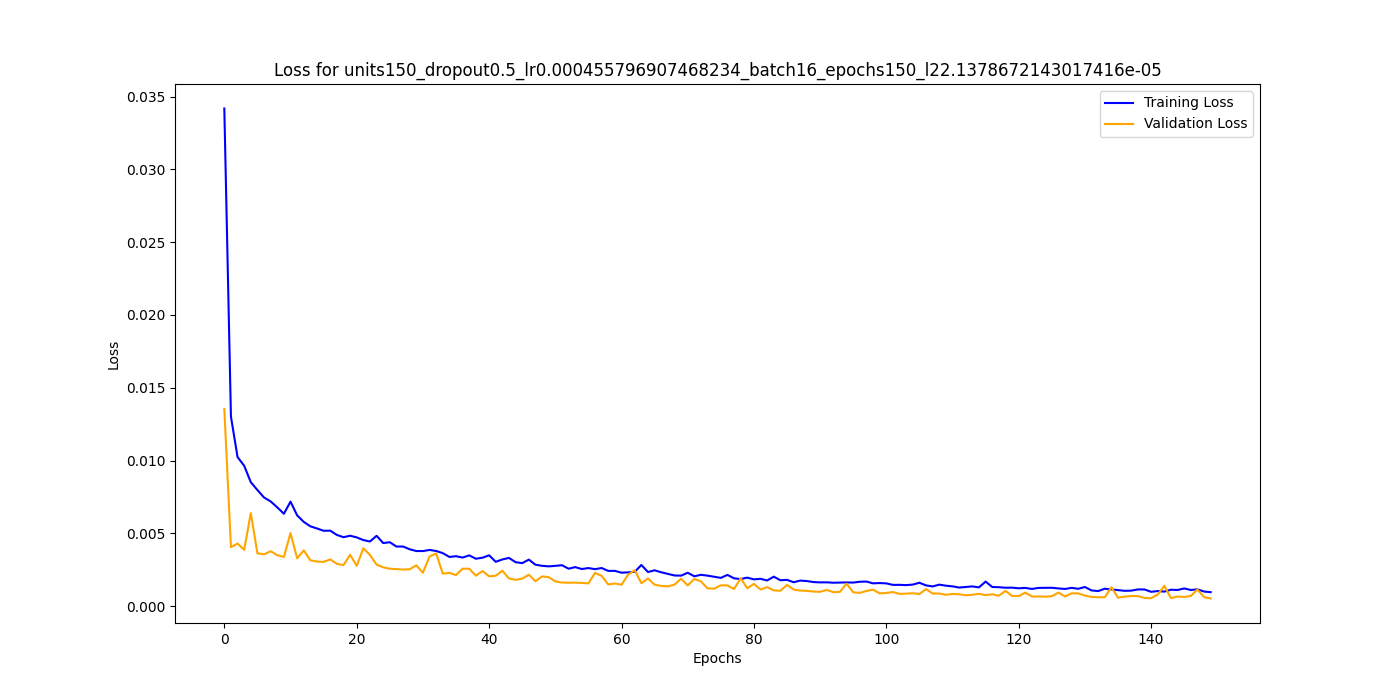 Loss for units150_dropout0.5_lr0.000455796907468234_batch16_epochs150_l22.1378672143017416e-05
Training Loss
Validation Loss
0.035
0.030
0.025
0.020
0.015
0.010
0.005
0.000
Loss
0 20 40 60 80 100 120 140
Epochs